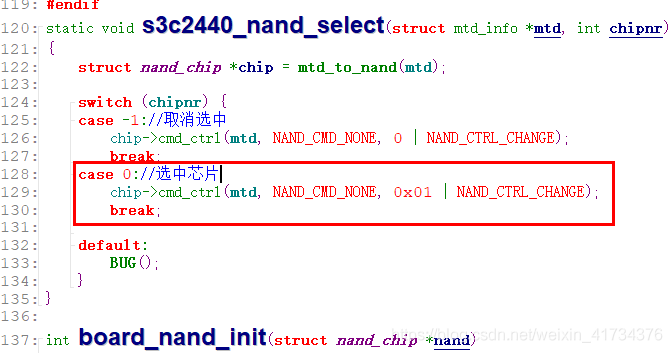 119: #endif
120: static void s3c2440_nand_select(struct mtd_info *mtd, int chipnr)
121: {
122: struct nand_chip *chip = mtd_to_nand(mtd);
123:
124: switch (chipnr) {
125: case -1://取消选中
126: chip->cmd_ctrl(mtd, NAND_CMD_NONE, 0 | NAND_CTRL_CHANGE);
127: break;
128: case 0://选中芯片
129: chip->cmd_ctrl(mtd, NAND_CMD_NONE, 0x01 | NAND_CTRL_CHANGE);
130: break;
131:
132: default:
133: BUG();
134: }
135: }
136:
137: int board_nand_init(struct nand_chip *nand)
https://blog.csdn.net/weixin_41734376